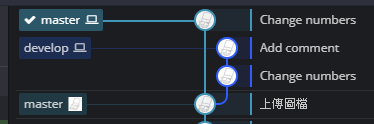 master Change numbers
develop Add comment
Change numbers
master 上傳圖檔